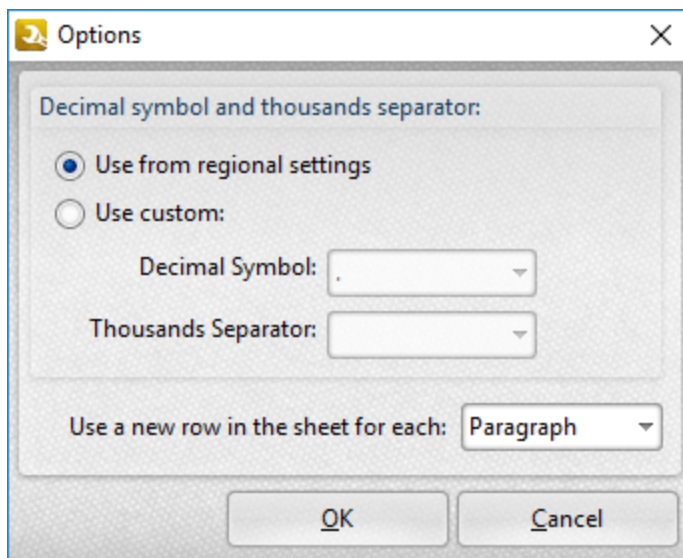 Options
Decimal symbol and thousands separator:
Use from regional settings
Use custom:
Decimal Symbol: .
Thousands Separator:
Use a new row in the sheet for each: Paragraph
OK Cancel